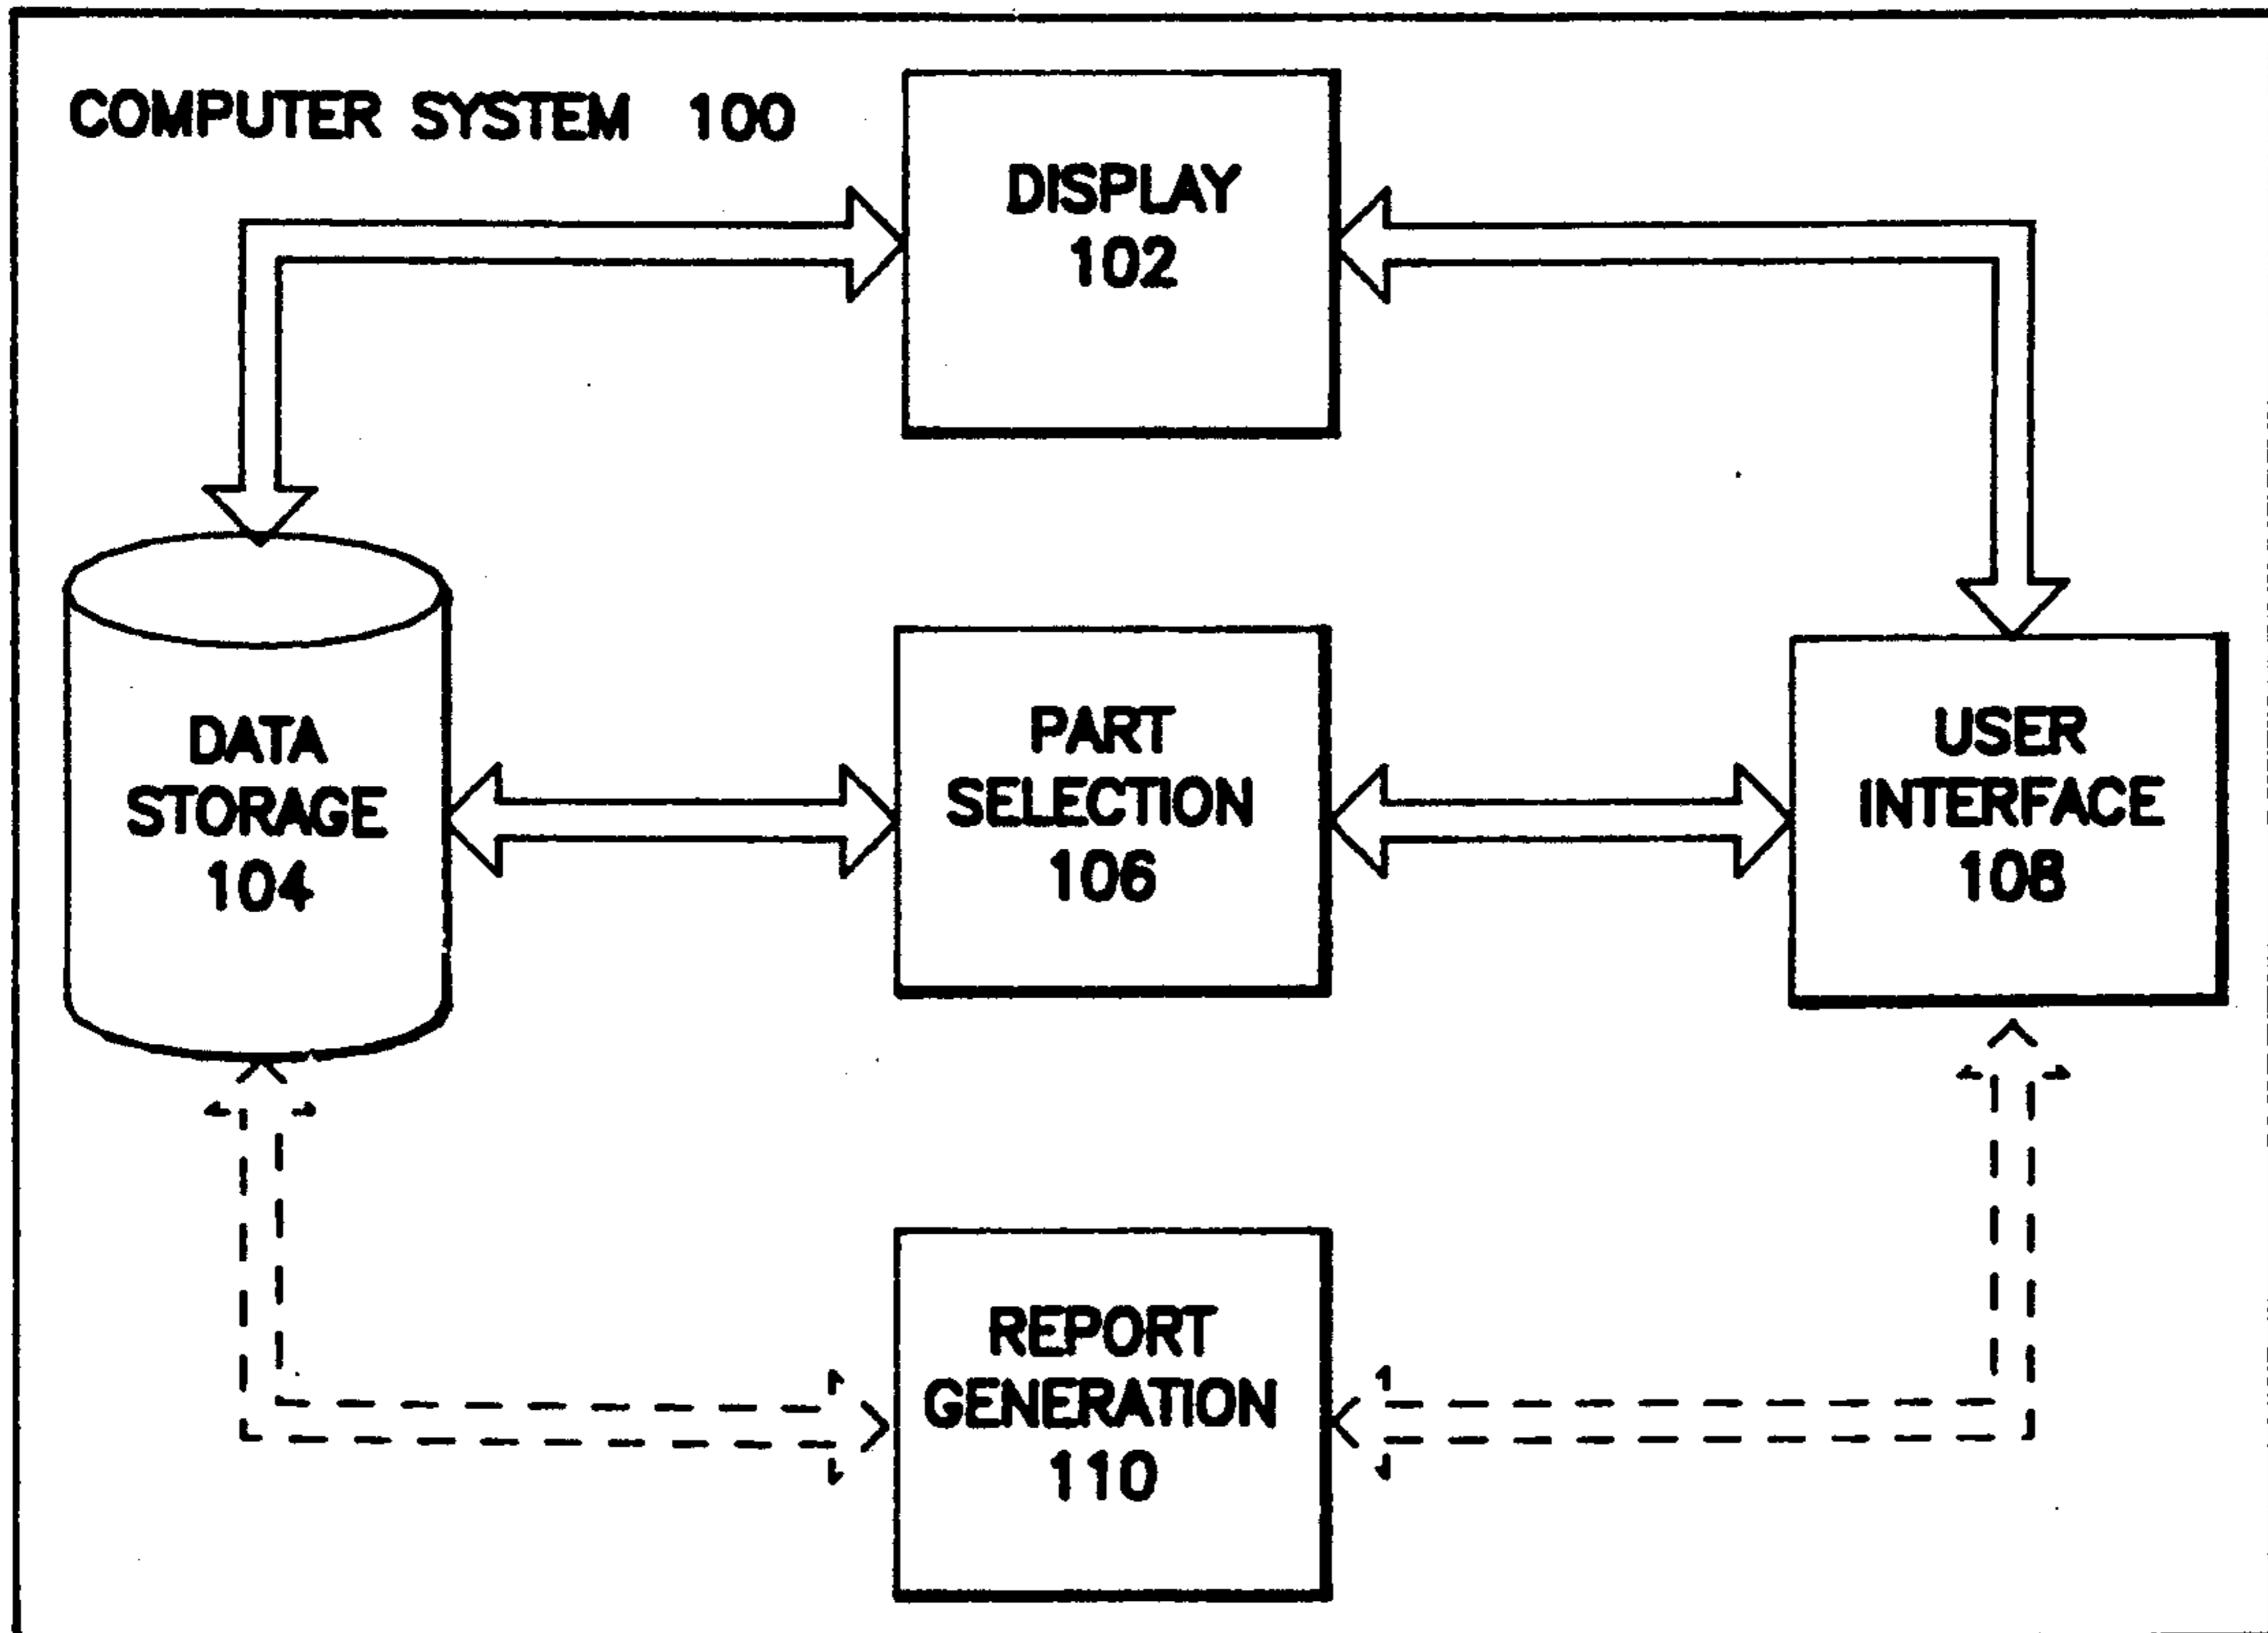 COMPUTER SYSTEM 100
DISPLAY
102
DATA
STORAGE
104
PART
SELECTION
106
USER
INTERFACE
108
REPORT
GENERATION
110